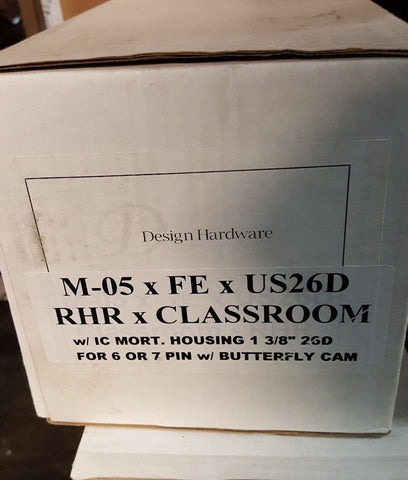 Design Hardware
M-05 x FE x US26D
RHR x CLASSROOM
w/ IC MORT. HOUSING 1 3/8" 26D
FOR 6 OR 7 PIN w/ BUTTERFLY CAM